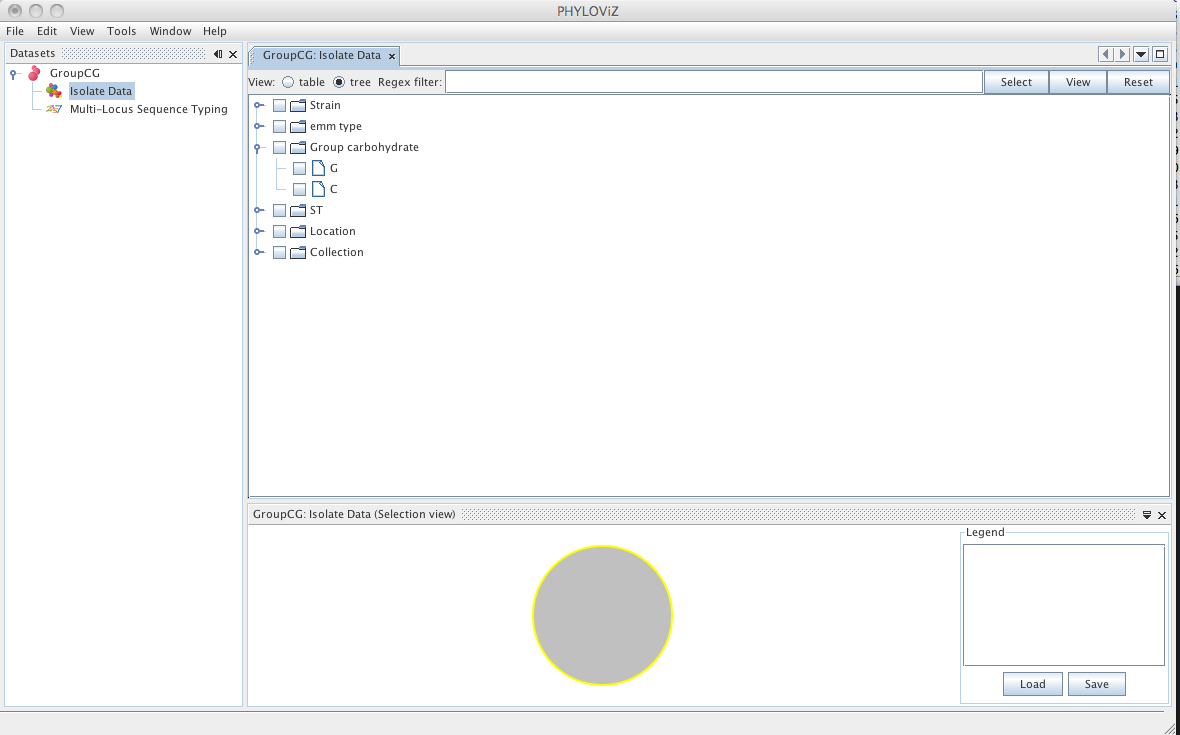 PHYLOViZ
File Edit View Tools Window Help
Datasets
GroupCG
Isolate Data
Multi-Locus Sequence Typing
GroupCG: Isolate Data
View: table tree Regex filter: Select View Reset
Strain
emm type
Group carbohydrate
G
C
ST
Location
Collection
GroupCG: Isolate Data (Selection view)
Legend
Load Save